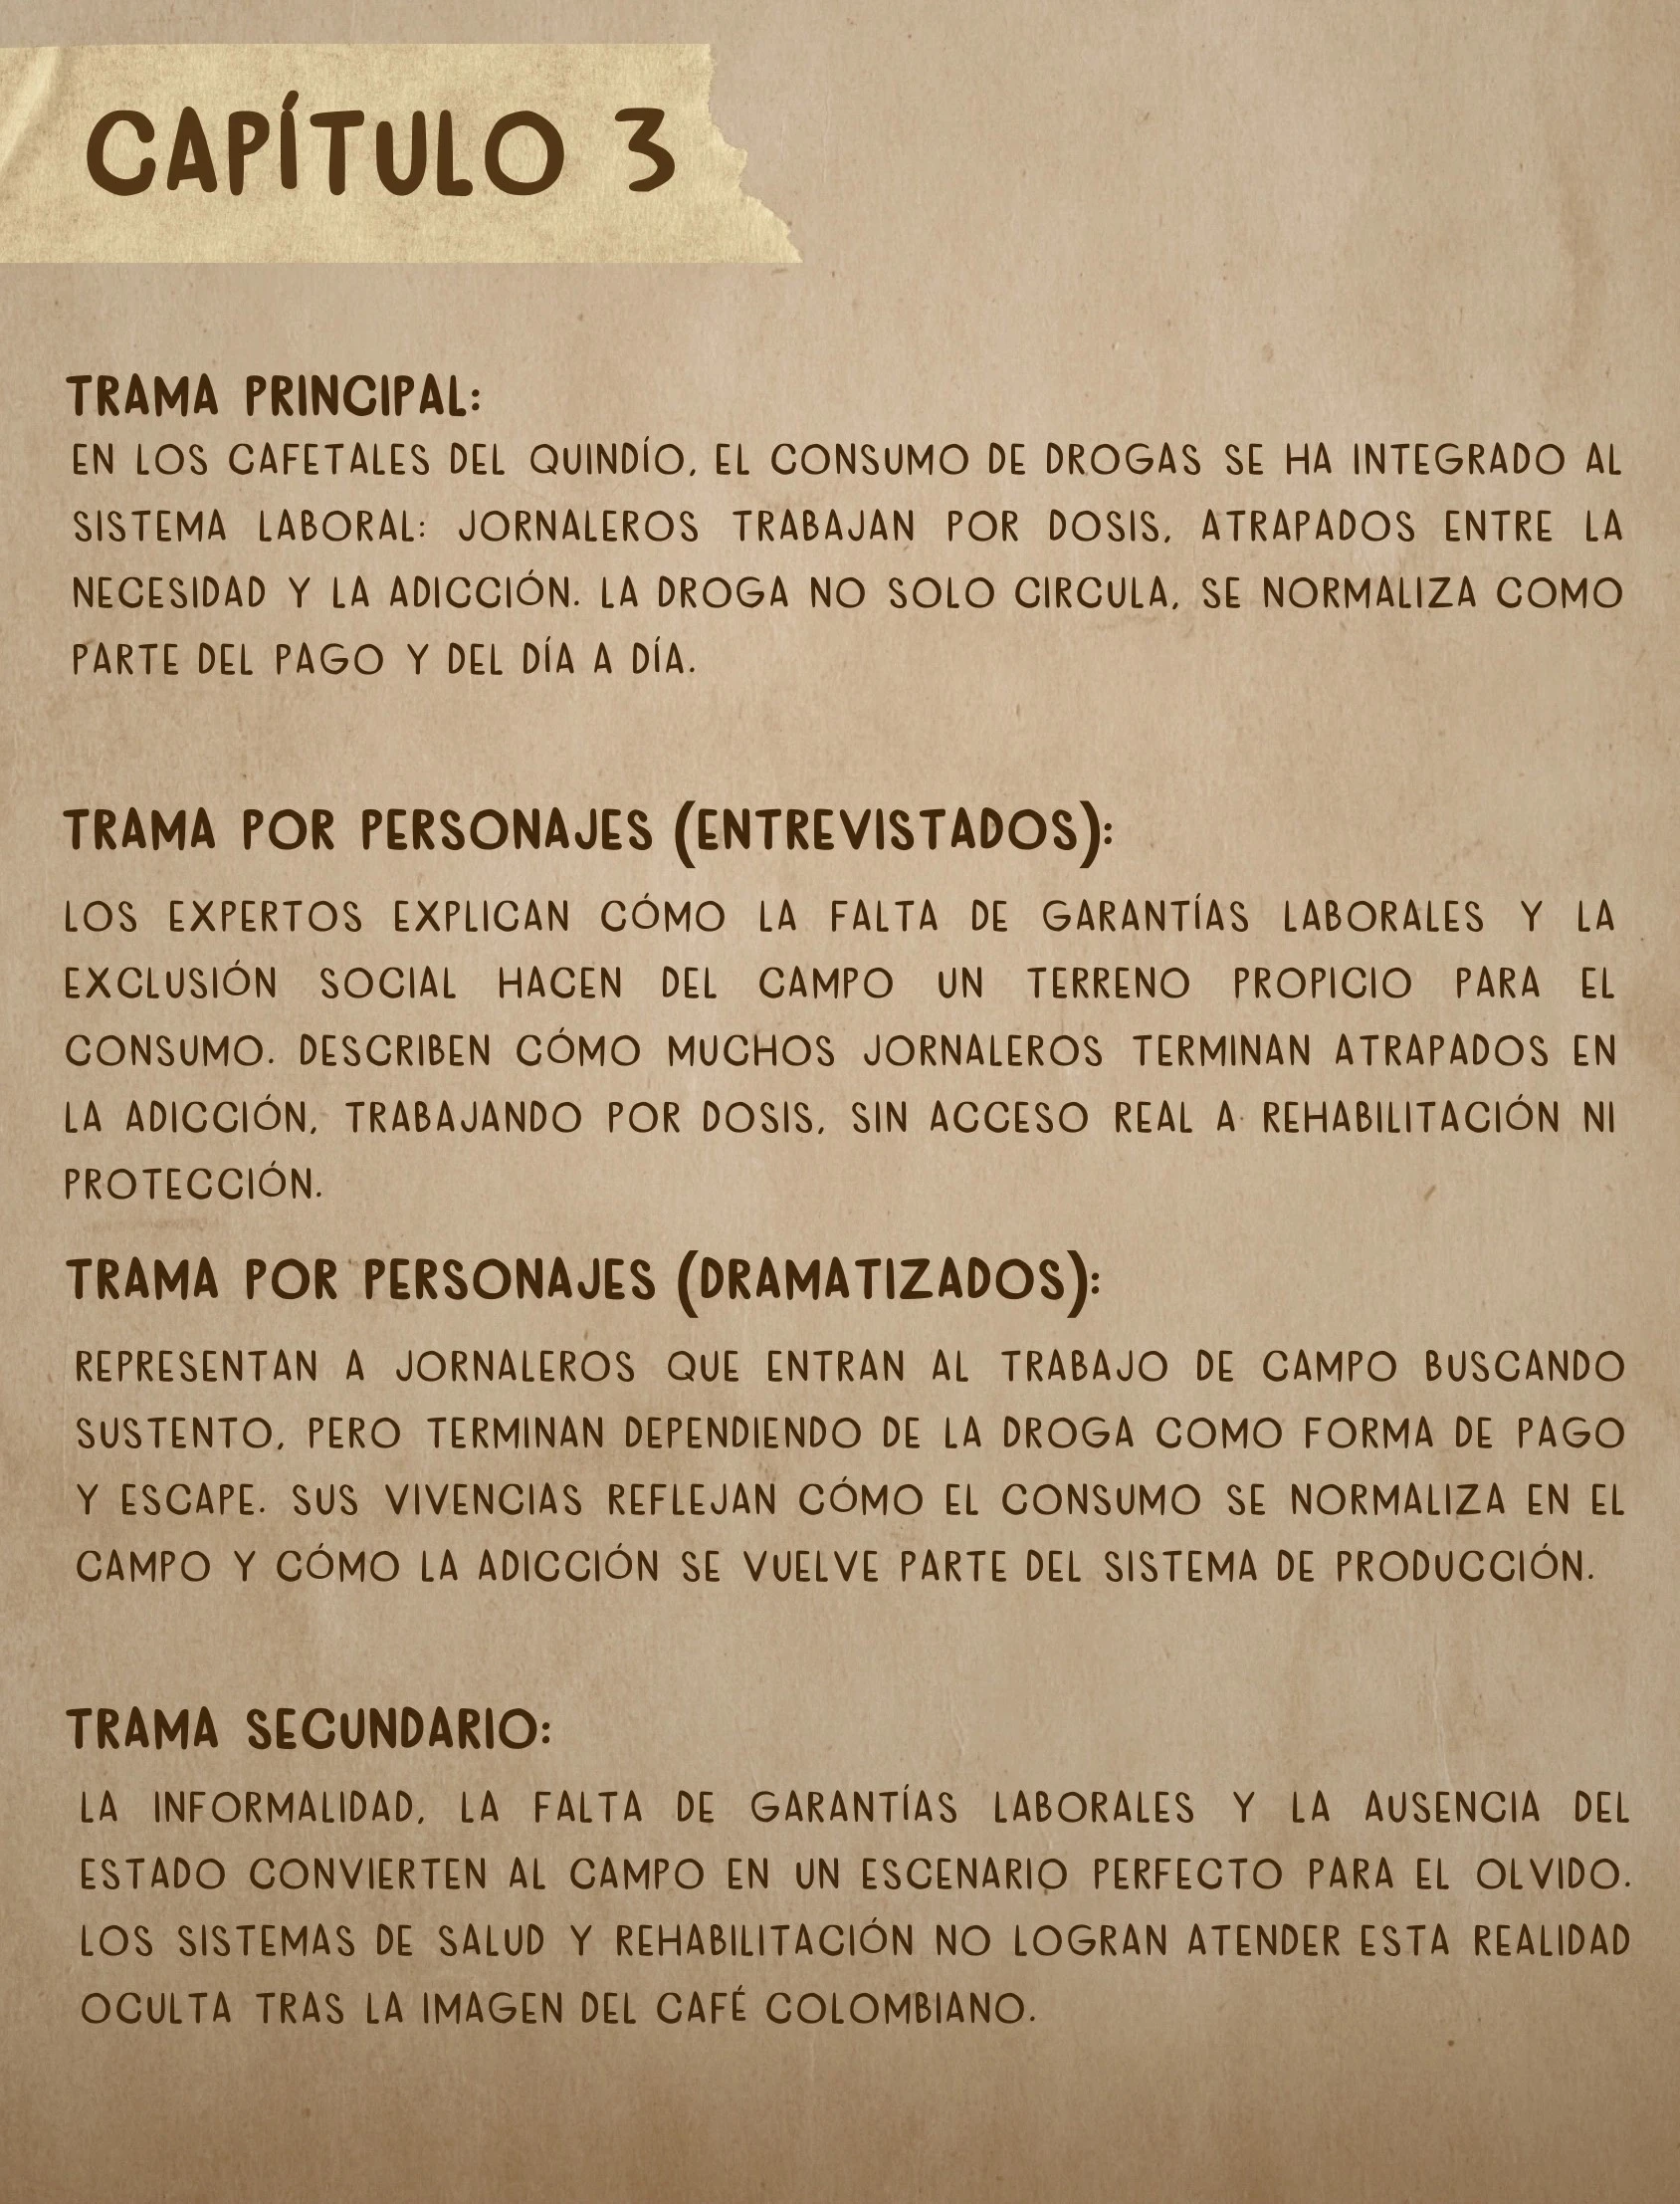 CAPÍTULO 3
TRAMA PRINCIPAL:
EN LOS CAFETALES DEL QUINDÍO, EL CONSUMO DE DROGAS SE HA INTEGRADO AL
SISTEMA LABORAL: JORNALEROS TRABAJAN POR DOSIS, ATRAPADOS ENTRE LA
NECESIDAD Y LA ADICCIÓN. LA DROGA NO SOLO CIRCULA, SE NORMALIZA COMO
PARTE DEL PAGO Y DEL DÍA A DÍA.
TRAMA POR PERSONAJES (ENTREVISTADOS):
LOS EXPERTOS EXPLICAN CÓMO LA FALTA DE GARANTÍAS LABORALES Y LA
EXCLUSIÓN SOCIAL HACEN DEL CAMPO UN TERRENO PROPICIO PARA EL
CONSUMO. DESCRIBEN CÓMO MUCHOS JORNALEROS TERMINAN ATRAPADOS EN
LA ADICCIÓN, TRABAJANDO POR DOSIS, SIN ACCESO REAL A REHABILITACIÓN NI
PROTECCIÓN.
TRAMA POR PERSONAJES (DRAMATIZADOS):
REPRESENTAN A JORNALEROS QUE ENTRAN AL TRABAJO DE CAMPO BUSCANDO
SUSTENTO, PERO TERMINAN DEPENDIENDO DE LA DROGA COMO FORMA DE PAGO
Y ESCAPE. SUS VIVENCIAS REFLEJAN CÓMO EL CONSUMO SE NORMALIZA EN EL
CAMPO Y CÓMO LA ADICCIÓN SE VUELVE PARTE DEL SISTEMA DE PRODUCCIÓN.
TRAMA SECUNDARIO:
LA INFORMALIDAD, LA FALTA DE GARANTÍAS LABORALES Y LA AUSENCIA DEL
ESTADO CONVIERTEN AL CAMPO EN UN ESCENARIO PERFECTO PARA EL OLVIDO.
LOS SISTEMAS DE SALUD Y REHABILITACIÓN NO LOGRAN ATENDER ESTA REALIDAD
OCULTA TRAS LA IMAGEN DEL CAFÉ COLOMBIANO.